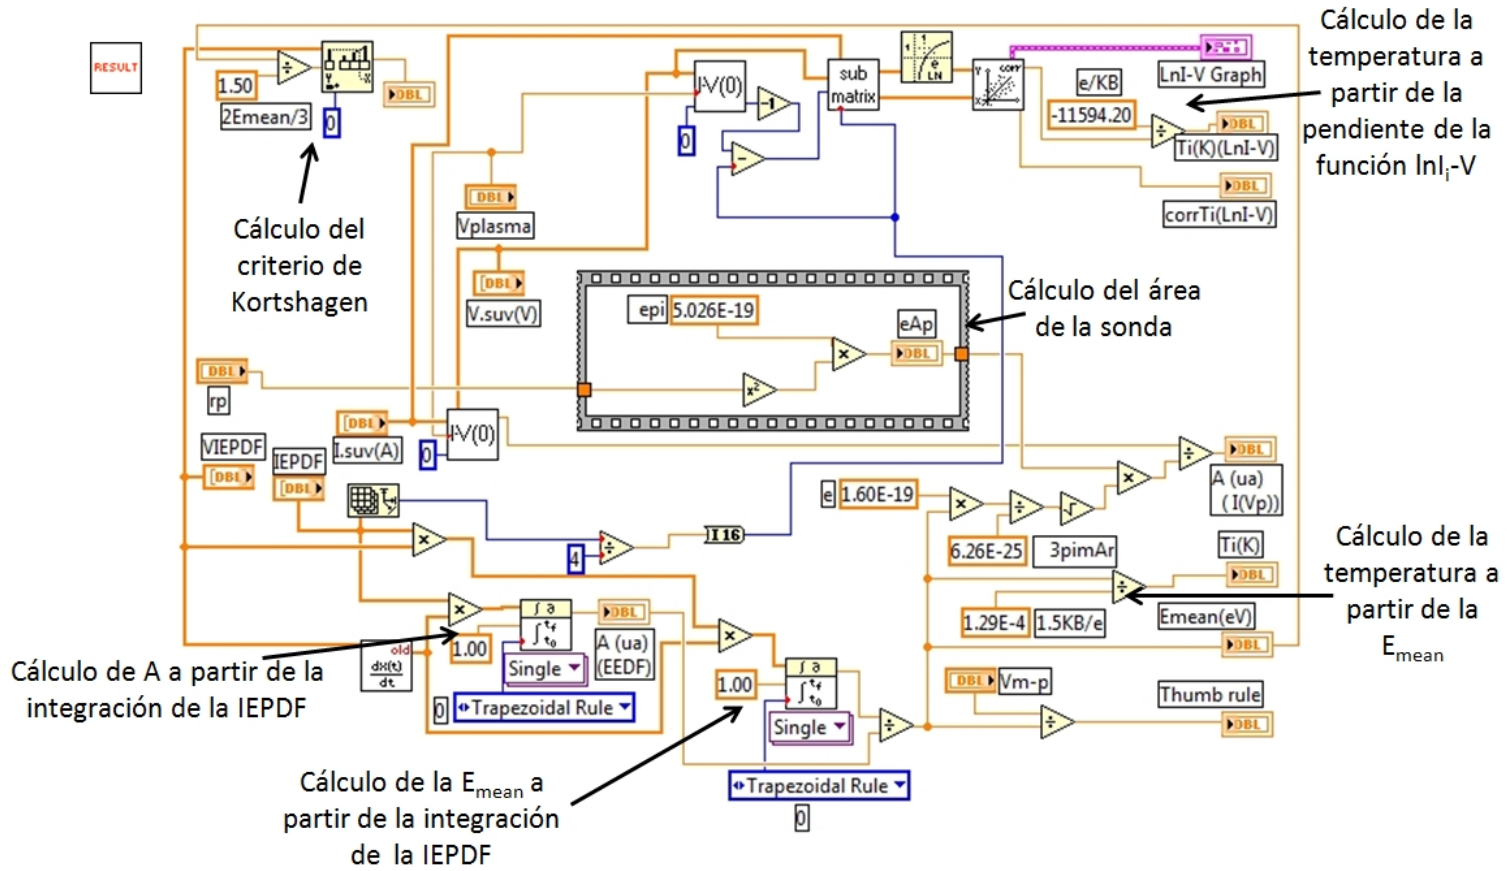 RESULT
1.50
DBL
2Emean/3
0
Cálculo del
criterio de
Kortshagen
DBL
Vplasma
DBL
V.suv(V)
I-V(0)
0
-1
-
sub
matrix
LN
LnI-V Graph
e/KB
-11594.20
DBL
Ti(K)(LnI-V)
DBL
corrTi(LnI-V)
Cálculo de la
temperatura a
partir de la
pendiente de la
función lnIi-V
epi
5.026E-19
eAp
DBL
x²
Cálculo del área
de la sonda
DBL
rp
DBL
I.suv(A)
I-V(0)
0
VIEPDF
DBL
IEPDF
DBL
4
I16
e
1.60E-19
6.26E-25
3pimAr
DBL
A (ua)
( I(Vp))
Ti(K)
DBL
1.29E-4
1.5KB/e
Emean(eV)
DBL
Cálculo de la
temperatura a
partir de la
Emean
old
dx(t)
dt
1.00
Single
0
Trapezoidal Rule
DBL
A (ua)
(EEDF)
Cálculo de A a partir de la
integración de la IEPDF
1.00
Single
Trapezoidal Rule
0
Cálculo de la Emean a
partir de la integración
de la IEPDF
DBL
Vm-p
Thumb rule
DBL